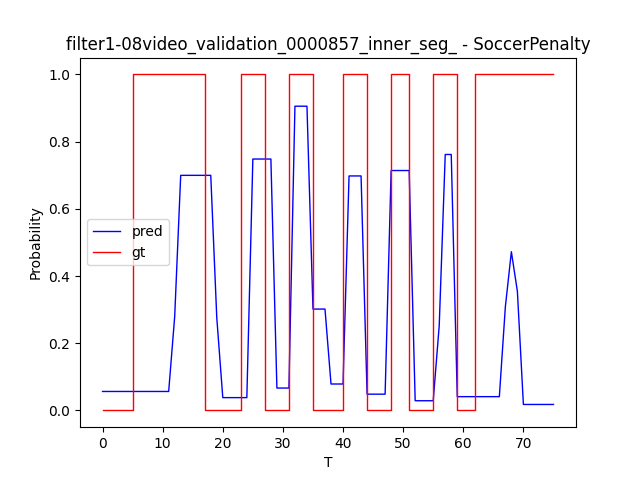 filter1-08video_validation_0000857_inner_seg_ - SoccerPenalty
1.0
0.8
0.6
0.4
0.2
0.0
Probability
pred
gt
0 10 20 30 40 50 60 70
T